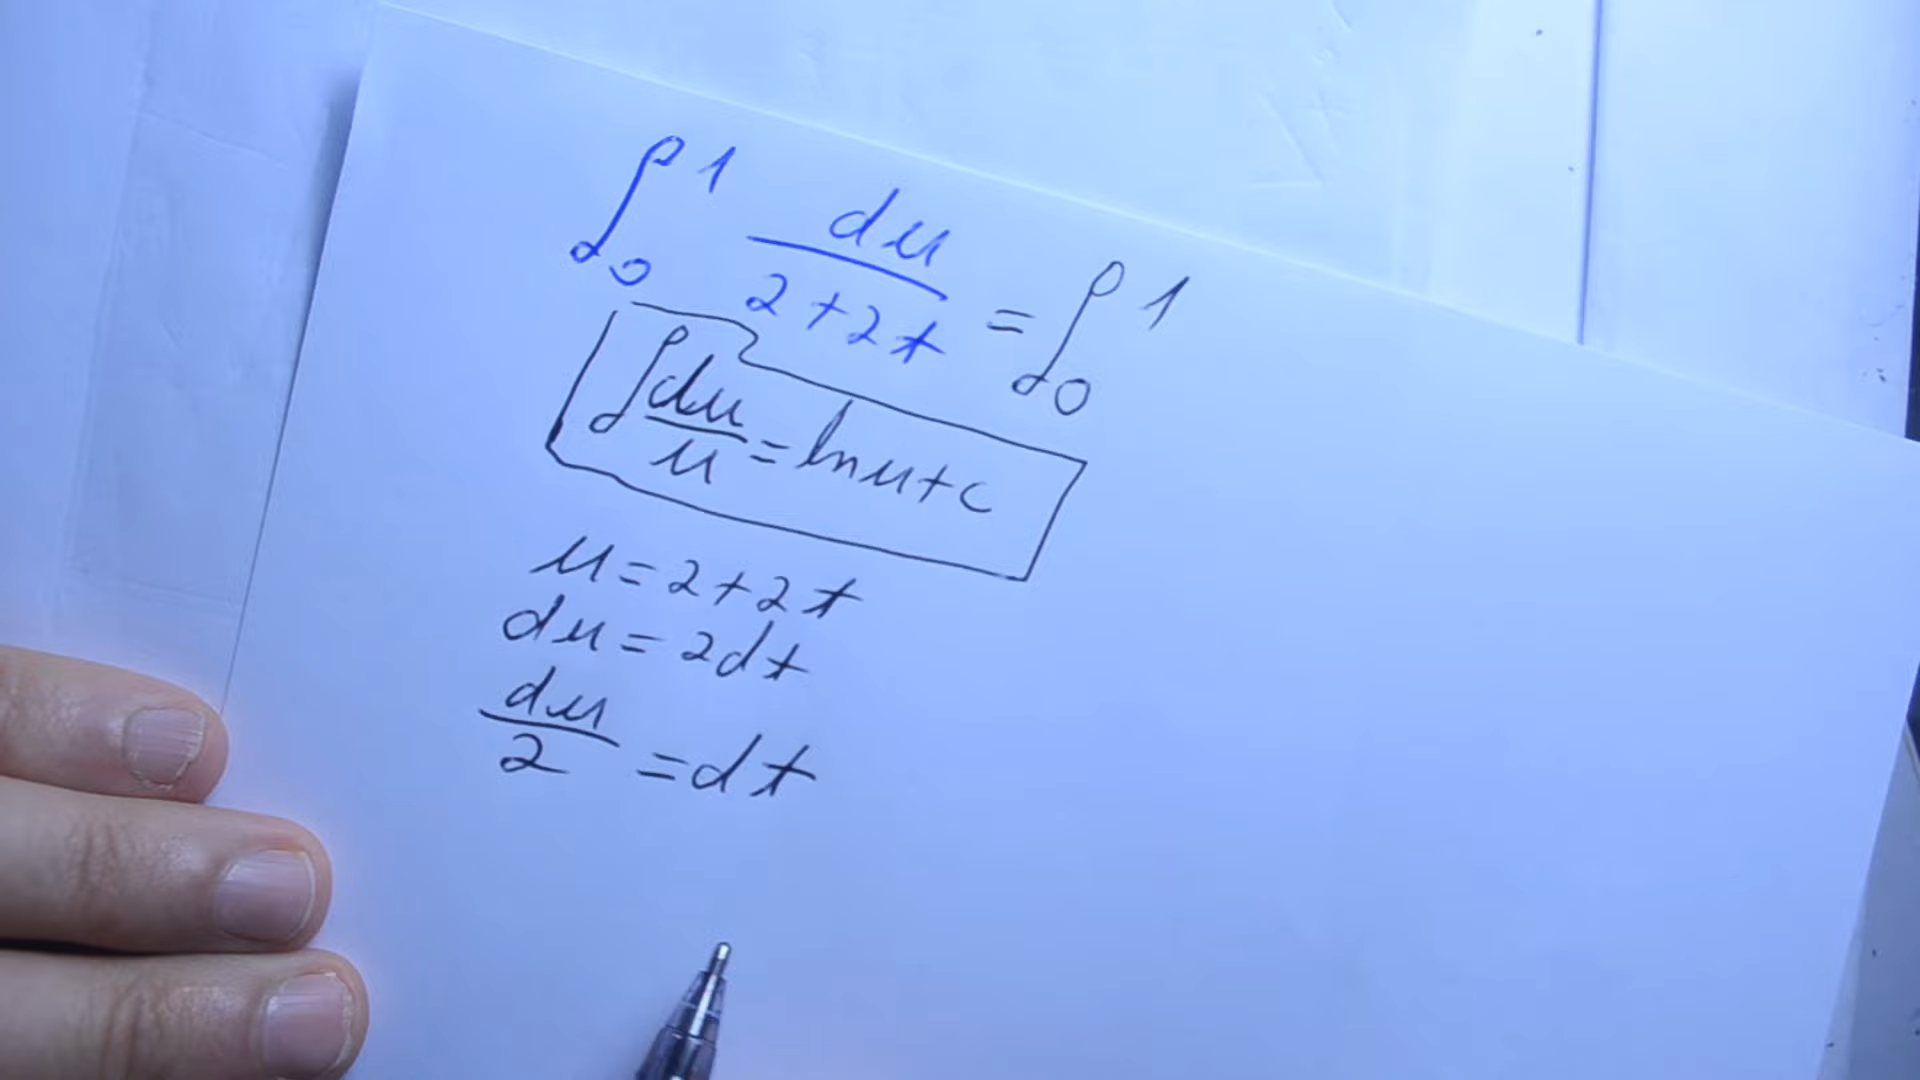 ∫₀¹ du/(2+2t) = ∫₀¹
∫ du/u = ln u + c
u = 2 + 2t
du = 2dt
du/2 = dt